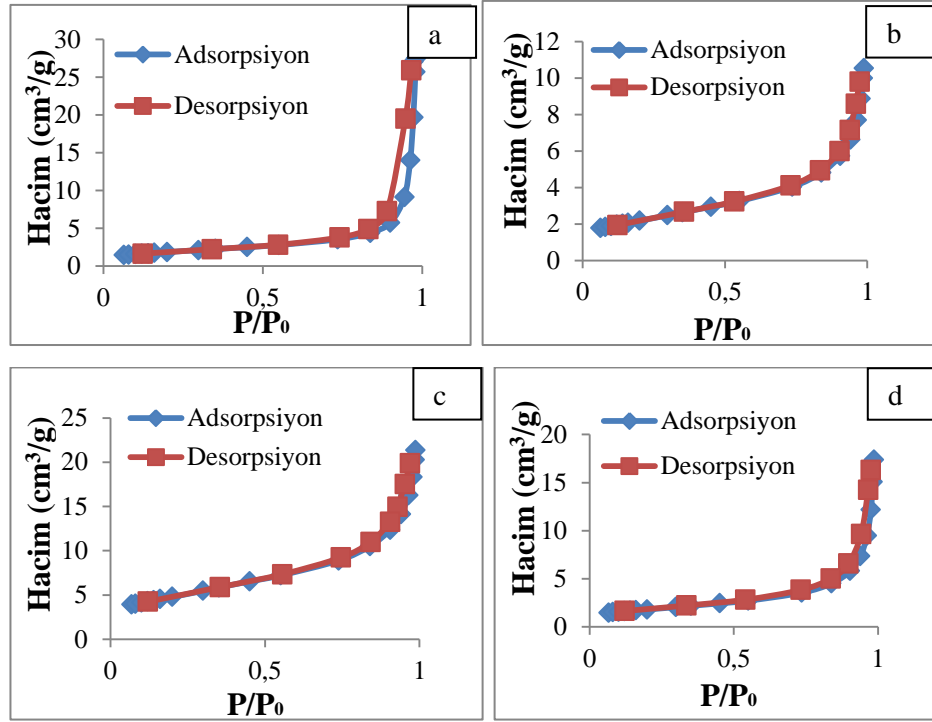 a
30
25
20
15
10
5
0
Adsorpsiyon
Desorpsiyon
Hacim (cm³/g)
0 0,5 1
P/P₀
b
12
10
8
6
4
2
0
Adsorpsiyon
Desorpsiyon
Hacim (cm³/g)
0 0,5 1
P/P₀
c
25
20
15
10
5
0
Adsorpsiyon
Desorpsiyon
Hacim (cm³/g)
0 0,5 1
P/P₀
d
20
15
10
5
0
Adsorpsiyon
Desorpsiyon
Hacim (cm³/g)
0 0,5 1
P/P₀